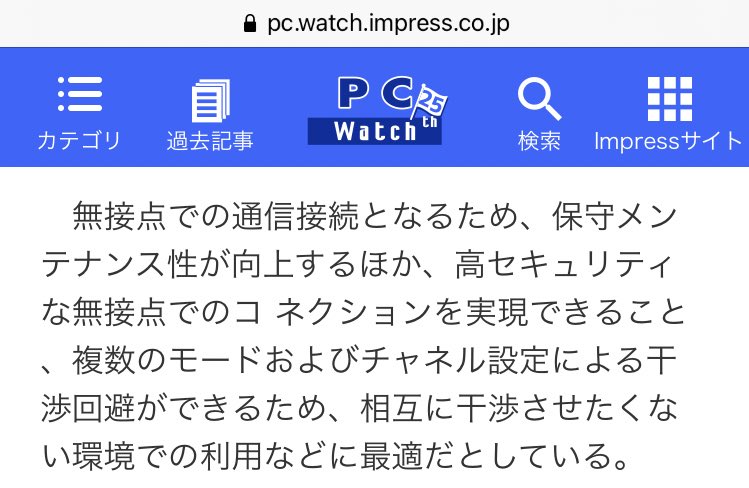 pc.watch.impress.co.jp
カテゴリ
過去記事
PC
Watch
25
th
検索
Impressサイト
　無接点での通信接続となるため、保守メン
テナンス性が向上するほか、高セキュリティ
な無接点でのコ ネクションを実現できること
、複数のモードおよびチャネル設定による干
渉回避ができるため、相互に干渉させたくな
い環境での利用などに最適だとしている。